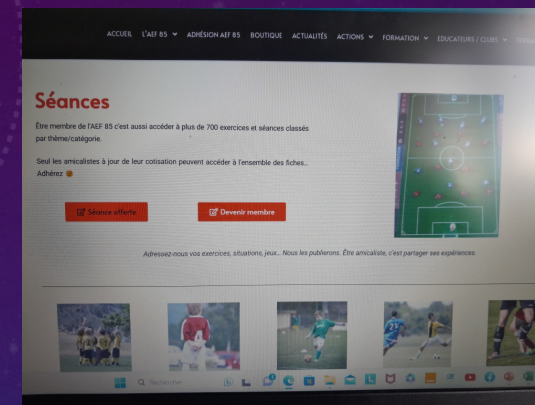 ACCUEIL L'AEF 85 ADHÉSION AEF 85 BOUTIQUE ACTUALITÉS ACTIONS FORMATION EDUCATEURS / CLUBS
Séances
Être membre de l'AEF 85 c'est aussi accéder à plus de 700 exercices et séances classés
par thème/catégorie.
Seul les amicalistes à jour de leur cotisation peuvent accéder à l'ensemble des fiches...
Adhérez
Séance offerte Devenir membre
Adressez-nous vos exercices, situations, jeux... Nous les publierons. Être amicaliste, c'est partager ses expériences.
4
Rechercher